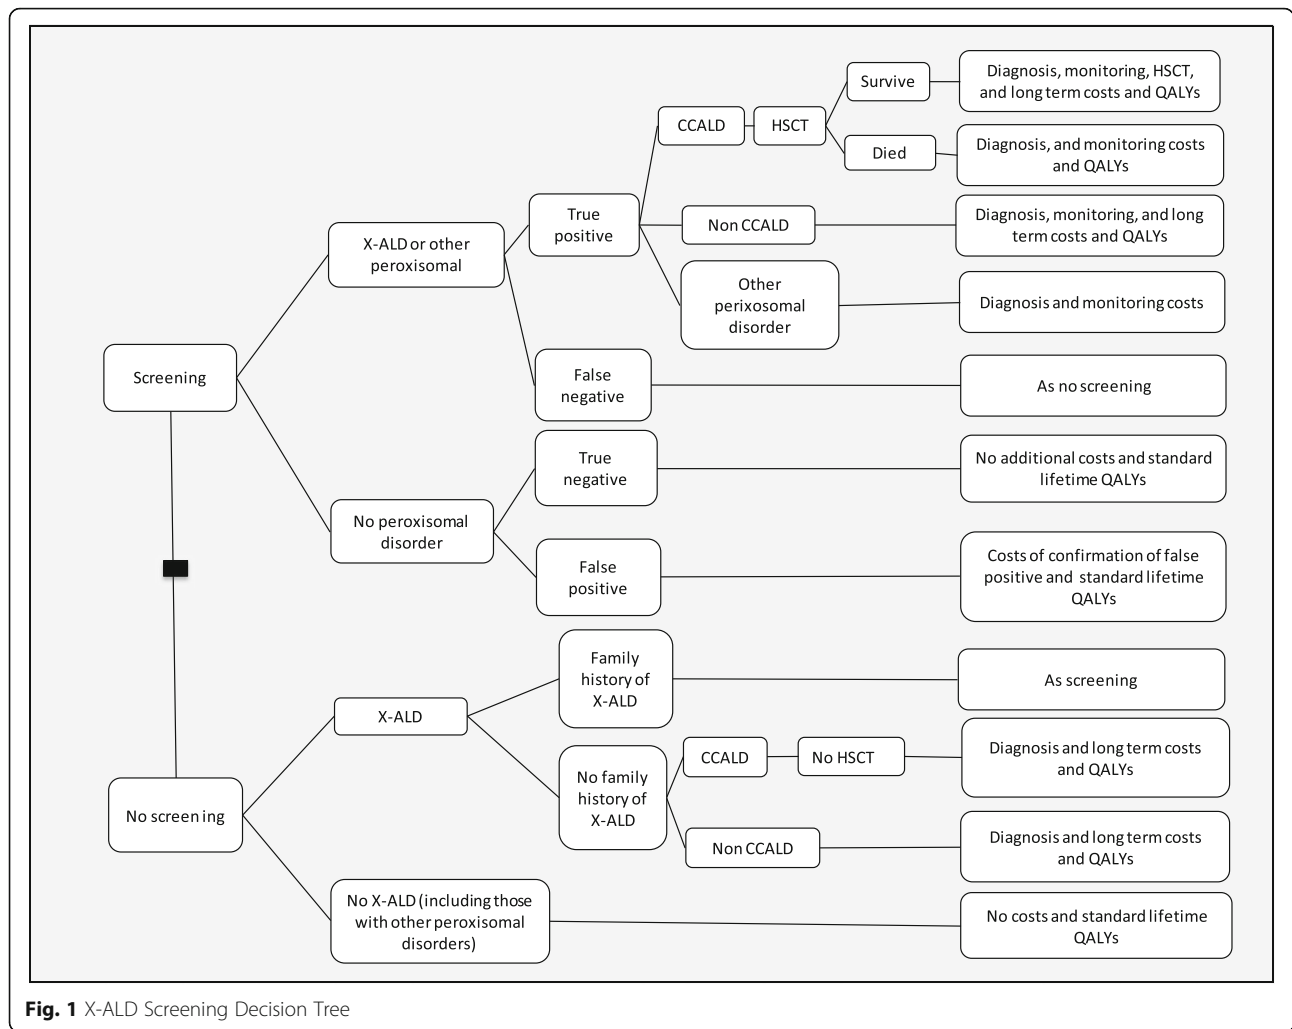 Survive
Diagnosis, monitoring, HSCT,
and long term costs and QALYs
CCALD
HSCT
Died
Diagnosis, and monitoring costs
and QALYs
True
positive
Non CCALD
Diagnosis, monitoring, and long
term costs and QALYs
X-ALD or other
peroxisomal
Other
perixosomal
disorder
Diagnosis and monitoring costs
Screening
False
negative
As no screening
True
negative
No additional costs and standard
lifetime QALYs
No peroxisomal
disorder
False
positive
Costs of confirmation of false
positive and standard lifetime
QALYs
Family
history of
X-ALD
As screening
X-ALD
No family
history of
X-ALD
CCALD
No HSCT
Diagnosis and long term costs
and QALYs
No screening
Non CCALD
Diagnosis and long term costs
and QALYs
No X-ALD (including those
with other peroxisomal
disorders)
No costs and standard lifetime
QALYs
Fig. 1 X-ALD Screening Decision Tree